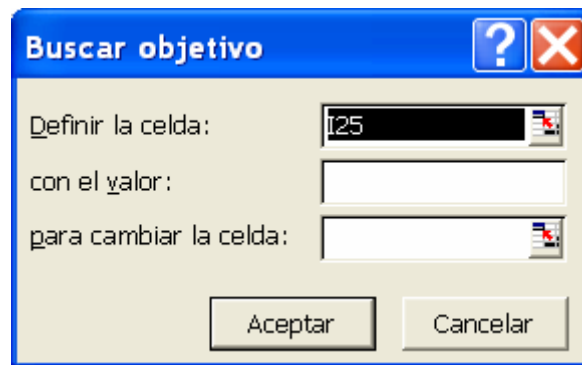 Buscar objetivo
Definir la celda: I25
con el valor:
para cambiar la celda:
Aceptar Cancelar